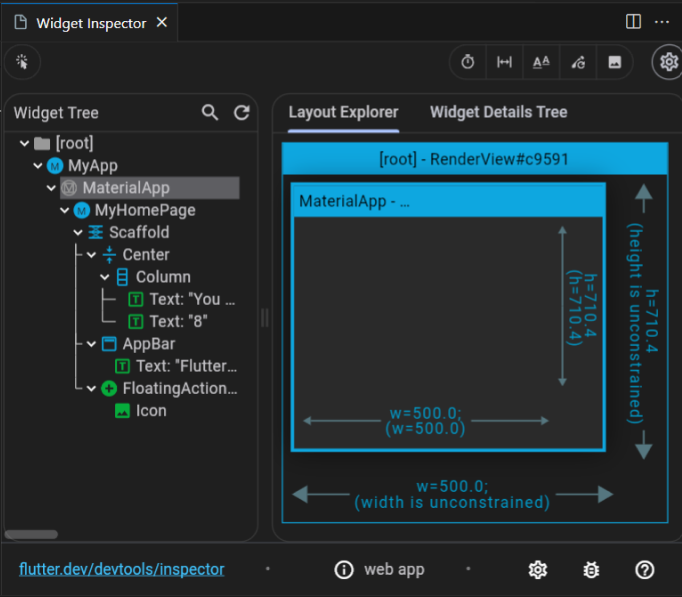 Widget Inspector
Widget Tree
[root]
MyApp
MaterialApp
MyHomePage
Scaffold
Center
Column
Text: "You ...
Text: "8"
AppBar
Text: "Flutter...
FloatingAction...
Icon
Layout Explorer
Widget Details Tree
[root] - RenderView#c9591
MaterialApp - ...
h=710.4
(h=710.4)
w=500.0;
(w=500.0)
h=710.4
(height is unconstrained)
w=500.0;
(width is unconstrained)
flutter.dev/devtools/inspector
•
web app
•